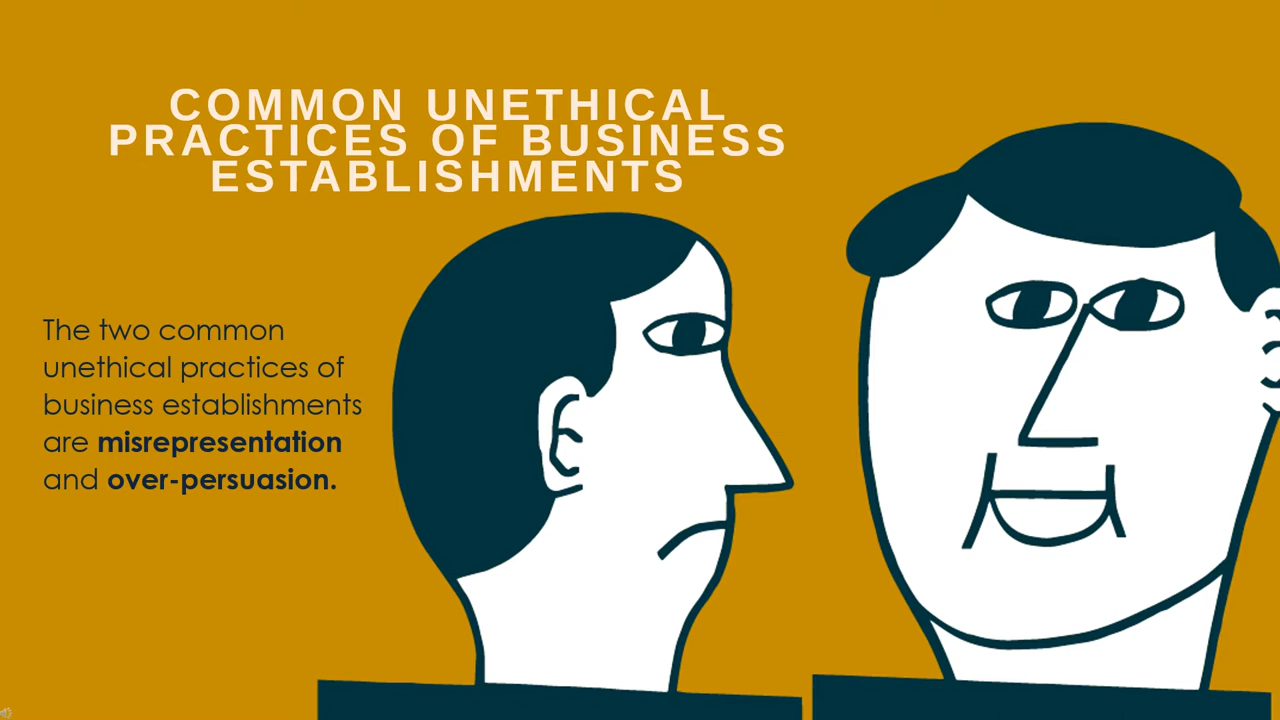 COMMON UNETHICAL
PRACTICES OF BUSINESS
ESTABLISHMENTS
The two common
unethical practices of
business establishments
are misrepresentation
and over-persuasion.